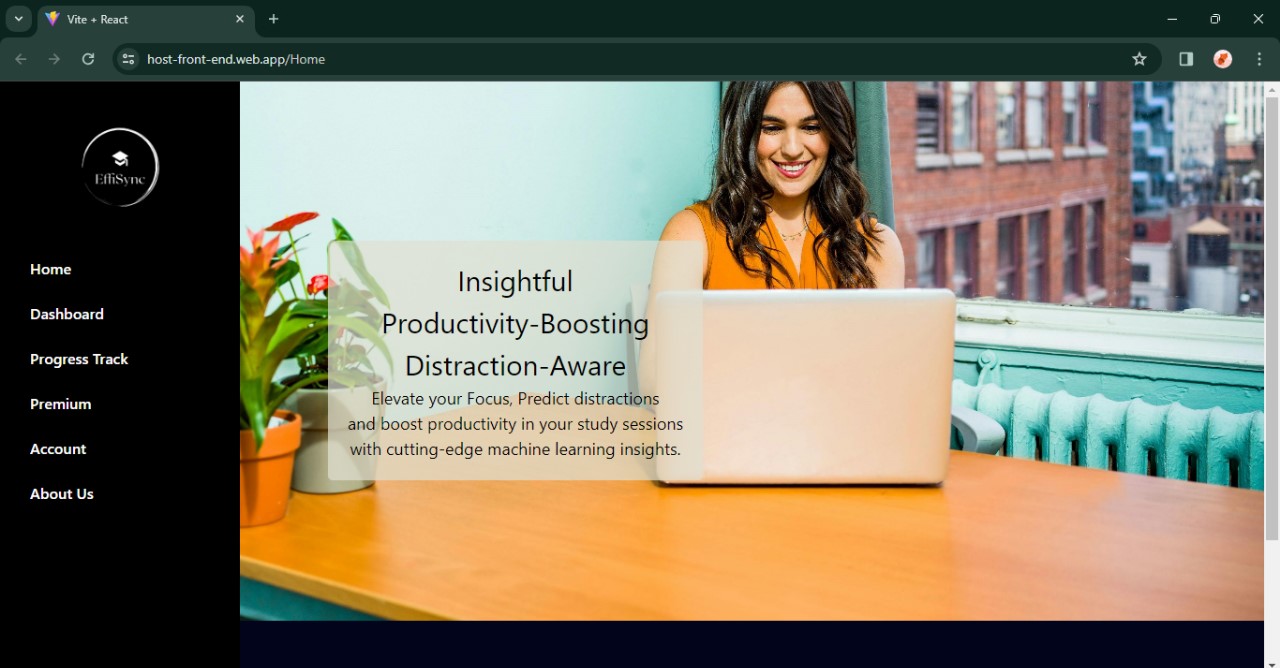 Vite + React
host-front-end.web.app/Home
EffiSync
Home
Dashboard
Progress Track
Premium
Account
About Us
Insightful
Productivity-Boosting
Distraction-Aware
Elevate your Focus, Predict distractions
and boost productivity in your study sessions
with cutting-edge machine learning insights.